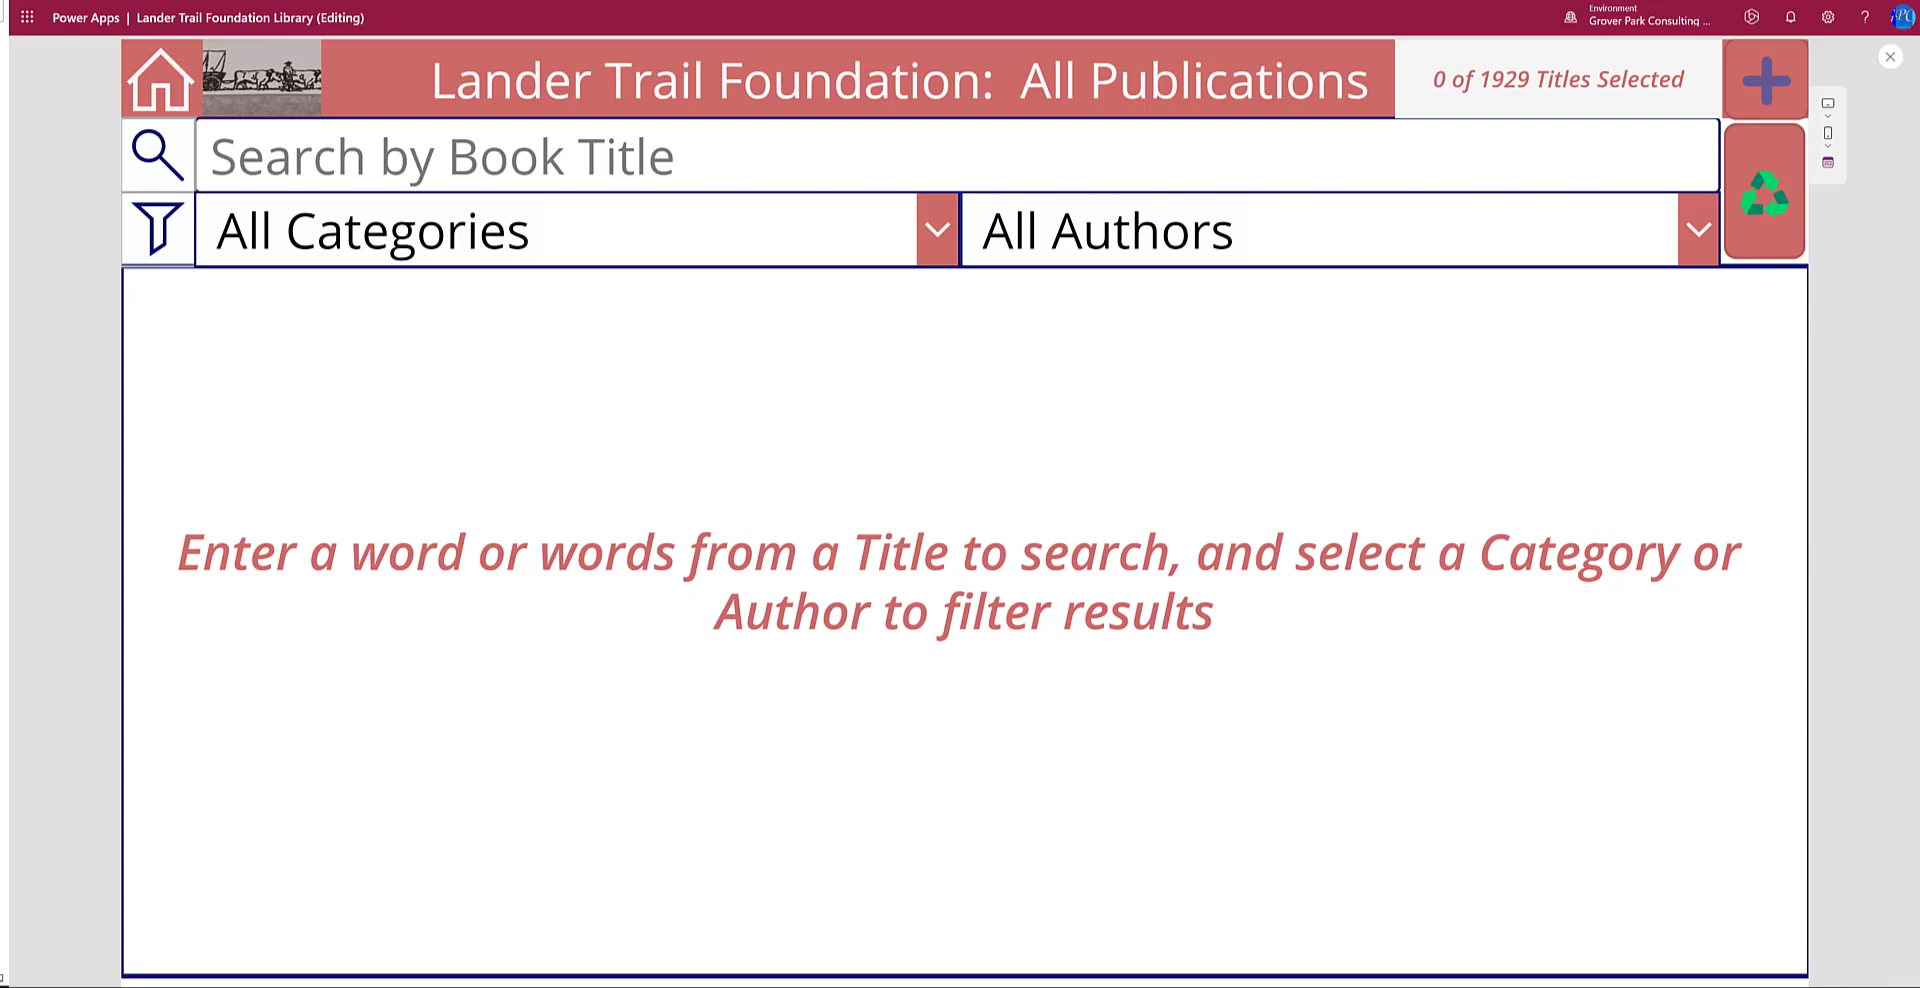 Power Apps | Lander Trail Foundation Library (Editing)
Environment
Grover Park Consulting ...
Lander Trail Foundation: All Publications
0 of 1929 Titles Selected
Search by Book Title
All Categories
All Authors
Enter a word or words from a Title to search, and select a Category or
Author to filter results